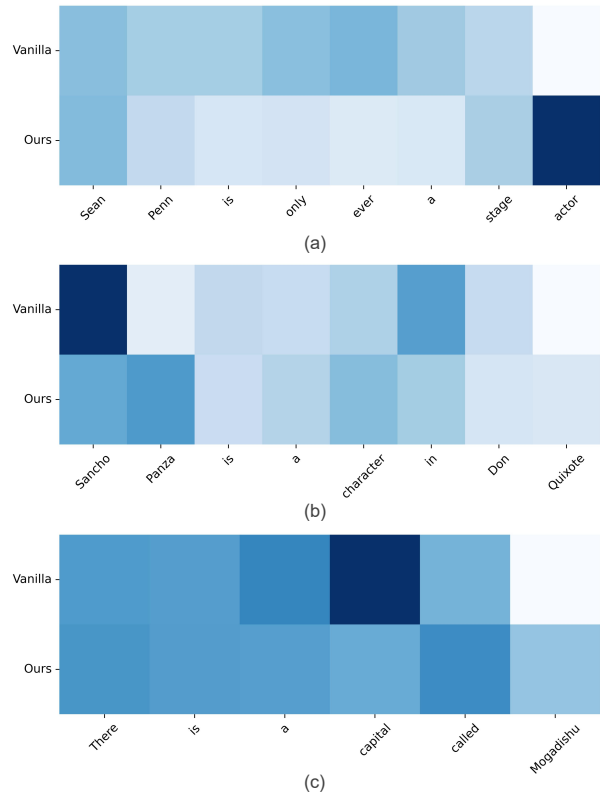 Vanilla
Ours
Sean Penn is only ever a stage actor
(a)
Vanilla
Ours
Sancho Panza is a character in Don Quixote
(b)
Vanilla
Ours
There is a capital called Mogadishu
(c)